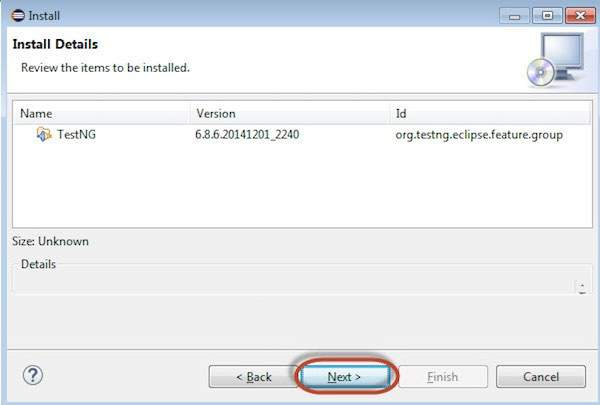 Install
Install Details
Review the items to be installed.
Name Version Id
TestNG 6.8.6.20141201_2240 org.testng.eclipse.feature.group
Size: Unknown
Details
? < Back Next > Finish Cancel